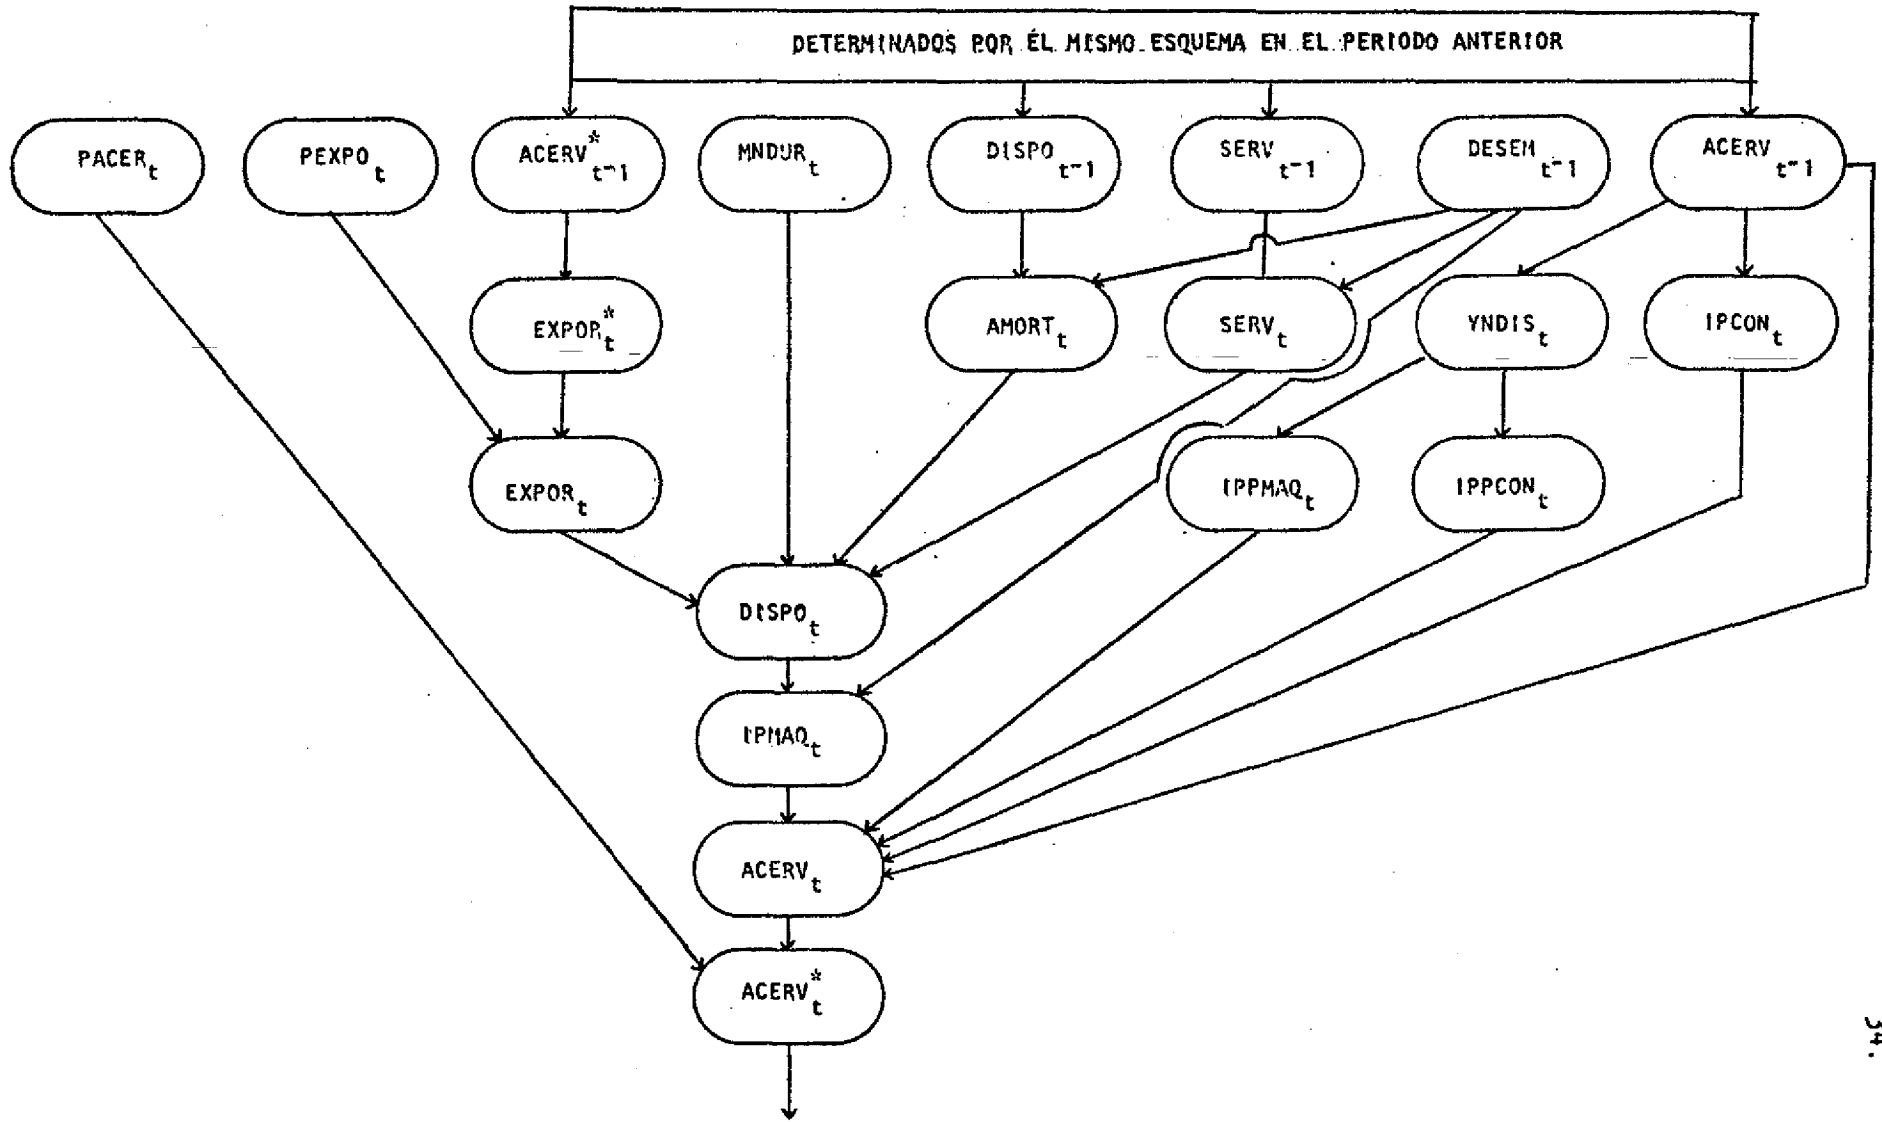 DETERMINADOS POR ÉL MISMO ESQUEMA EN EL PERIODO ANTERIOR
PACER t
PEXPO t
ACERV* t-1
MNDUR t
DISPO t-1
SERV t-1
DESEM t-1
ACERV t-1
EXPOR* t
AMORT t
SERV t
YNDIS t
IPCON t
EXPOR t
IPPMAQ t
IPPCON t
DISPO t
IPMAQ t
ACERV t
ACERV* t